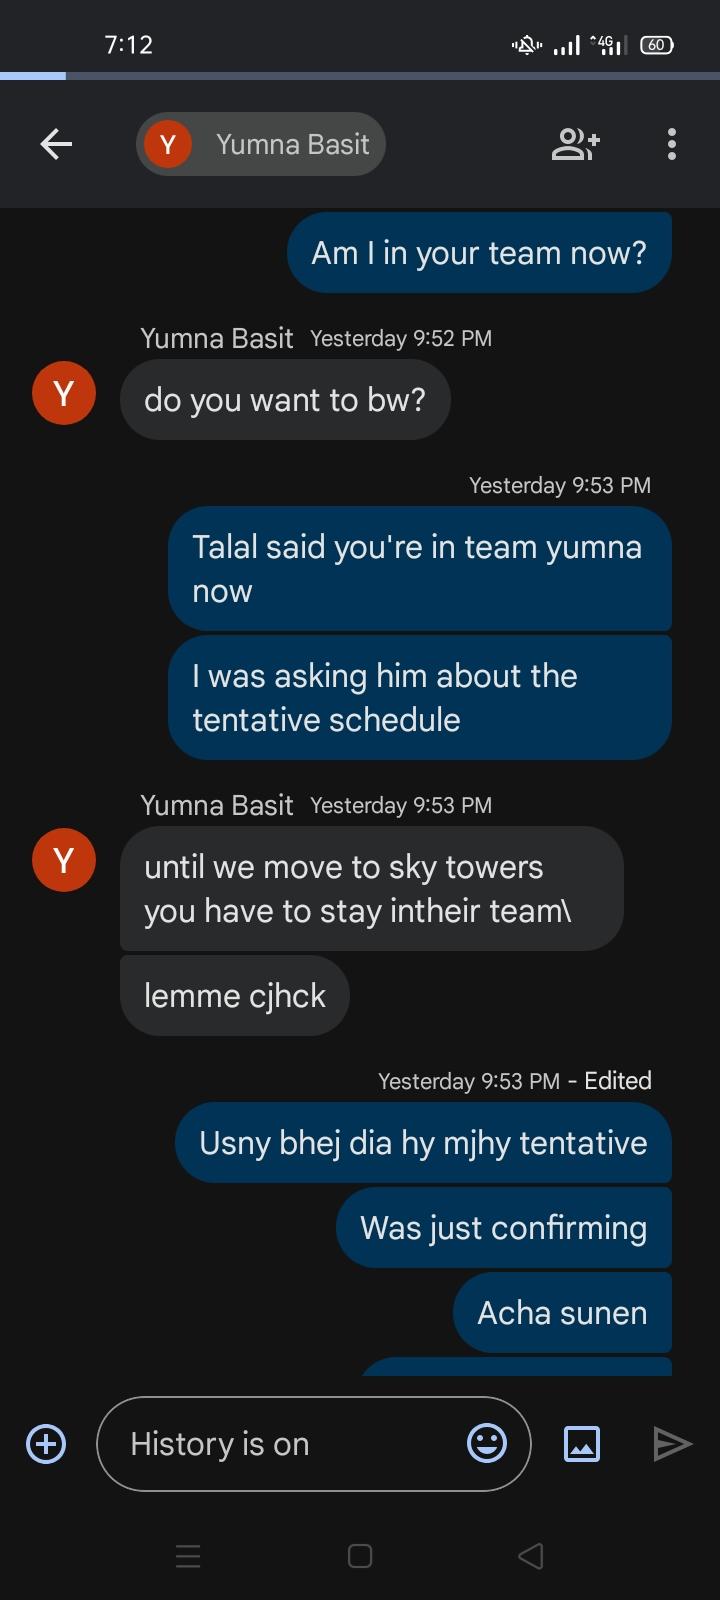 7:12
4G
60
Y
Yumna Basit
Am I in your team now?
Yumna Basit Yesterday 9:52 PM
Y
do you want to bw?
Yesterday 9:53 PM
Talal said you're in team yumna
now
I was asking him about the
tentative schedule
Yumna Basit Yesterday 9:53 PM
Y
until we move to sky towers
you have to stay intheir team\
lemme cjhck
Yesterday 9:53 PM - Edited
Usny bhej dia hy mjhy tentative
Was just confirming
Acha sunen
History is on